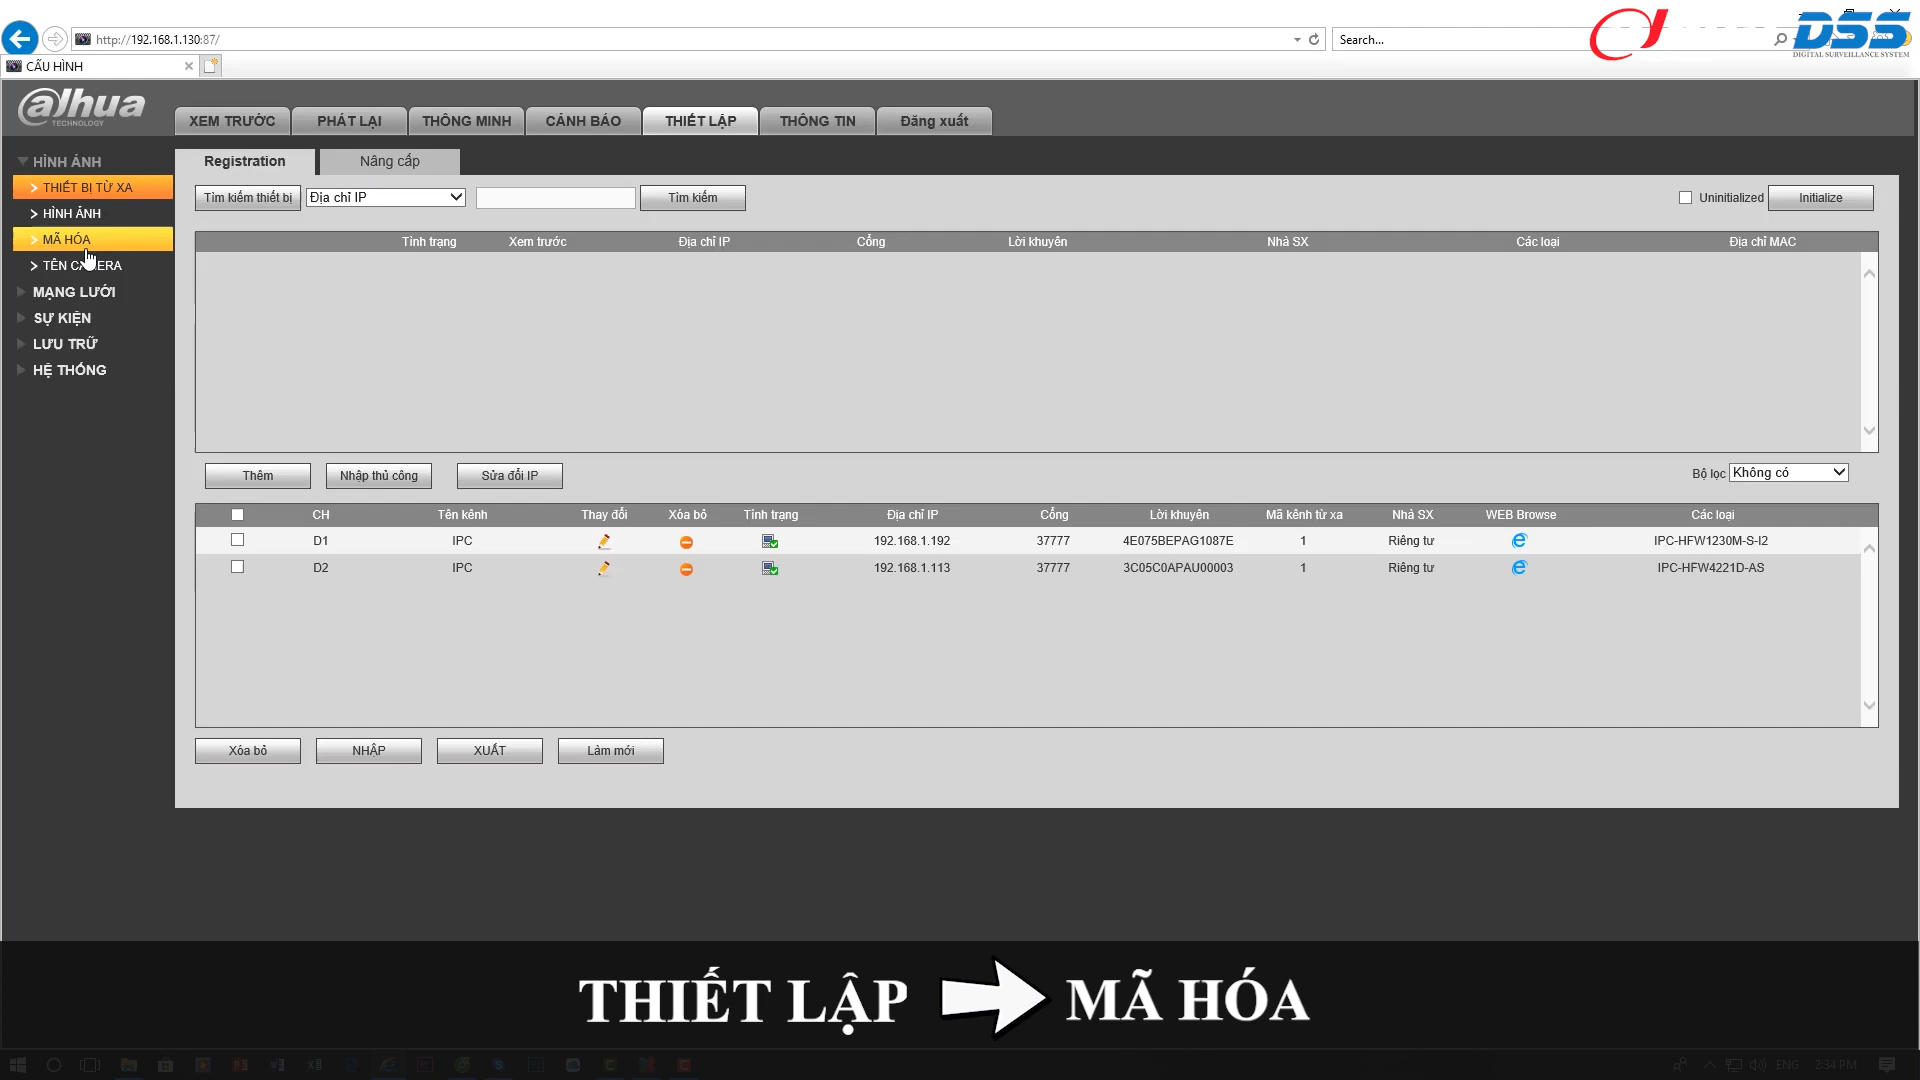 http://192.168.1.130:87/
Search...
DSS
DIGITAL SURVEILLANCE SYSTEM
CẤU HÌNH
alhua
TECHNOLOGY
XEM TRƯỚC
PHÁT LẠI
THÔNG MINH
CẢNH BÁO
THIẾT LẬP
THÔNG TIN
Đăng xuất
HÌNH ẢNH
THIẾT BỊ TỪ XA
HÌNH ẢNH
MÃ HÓA
TÊN CAMERA
MẠNG LƯỚI
SỰ KIỆN
LƯU TRỮ
HỆ THỐNG
Registration
Nâng cấp
Tìm kiếm thiết bị
Địa chỉ IP
Tìm kiếm
Uninitialized
Initialize
Tình trạng Xem trước Địa chỉ IP Cổng Lời khuyên Nhà SX Các loại Địa chỉ MAC
Thêm
Nhập thủ công
Sửa đổi IP
Bộ lọc Không có
CH Tên kênh Thay đổi Xóa bỏ Tình trạng Địa chỉ IP Cổng Lời khuyên Mã kênh từ xa Nhà SX WEB Browse Các loại
D1 IPC 192.168.1.192 37777 4E075BEPAG1087E 1 Riêng tư IPC-HFW1230M-S-I2
D2 IPC 192.168.1.113 37777 3C05C0APAU00003 1 Riêng tư IPC-HFW4221D-AS
Xóa bỏ
NHẬP
XUẤT
Làm mới
THIẾT LẬP MÃ HÓA
ENG
2:34 PM